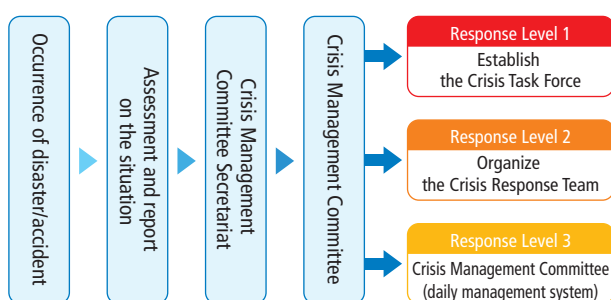 Occurrence of disaster/accident
Assessment and report
on the situation
Crisis Management
Committee Secretariat
Crisis Management Committee
Response Level 1
Establish
the Crisis Task Force
Response Level 2
Organize
the Crisis Response Team
Response Level 3
Crisis Management Committee
(daily management system)